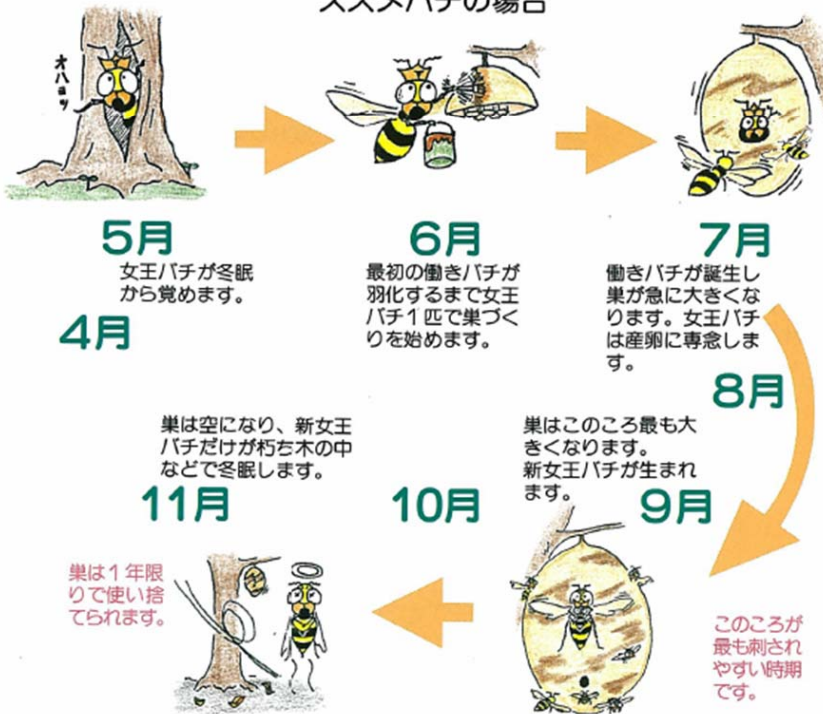 スズメバチの場合
オハヨッ
5月
女王バチが冬眠
から覚めます。
4月
6月
最初の働きバチが
羽化するまで女王
バチ1匹で巣づく
りを始めます。
7月
働きバチが誕生し
巣が急に大きくな
ります。女王バチ
は産卵に専念しま
す。
8月
巣はこのころ最も大
きくなります。
新女王バチが生まれ
ます。
9月
このころが
最も刺され
やすい時期
です。
10月
巣は空になり、新女王
バチだけが朽ち木の中
などで冬眠します。
11月
巣は1年限
りで使い捨
てられます。